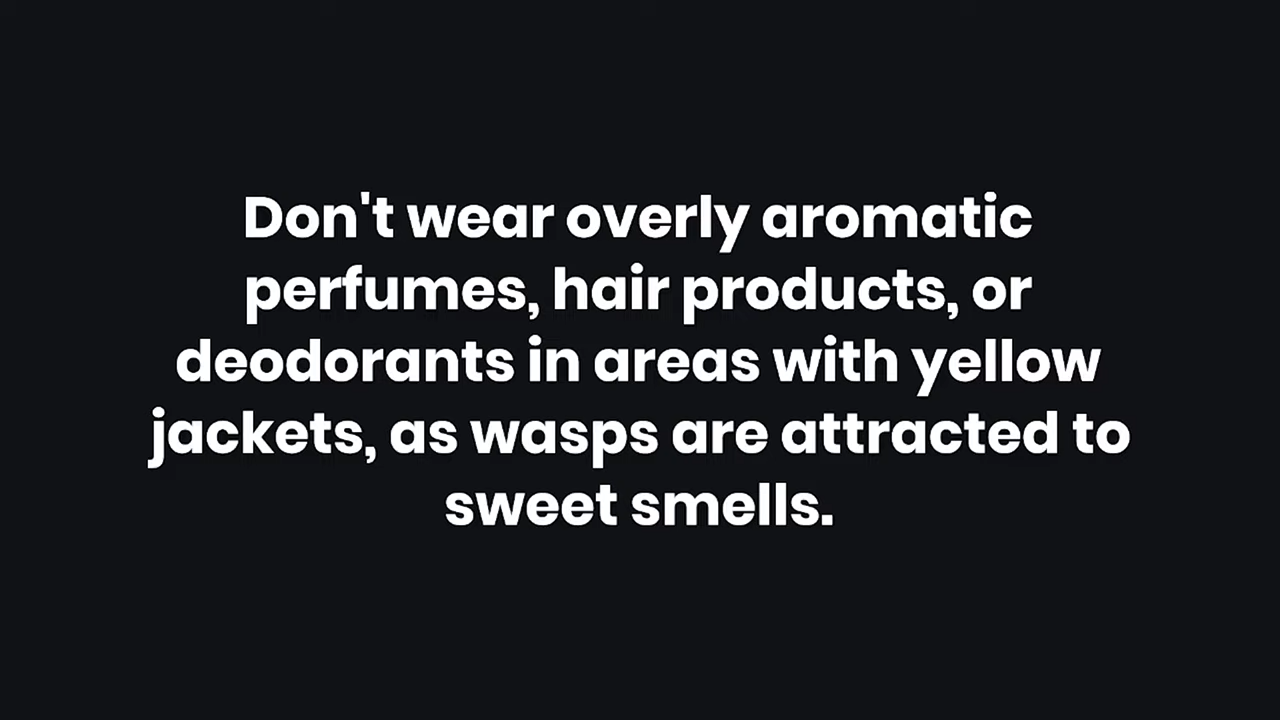 Don't wear overly aromatic
perfumes, hair products, or
deodorants in areas with yellow
jackets, as wasps are attracted to
sweet smells.